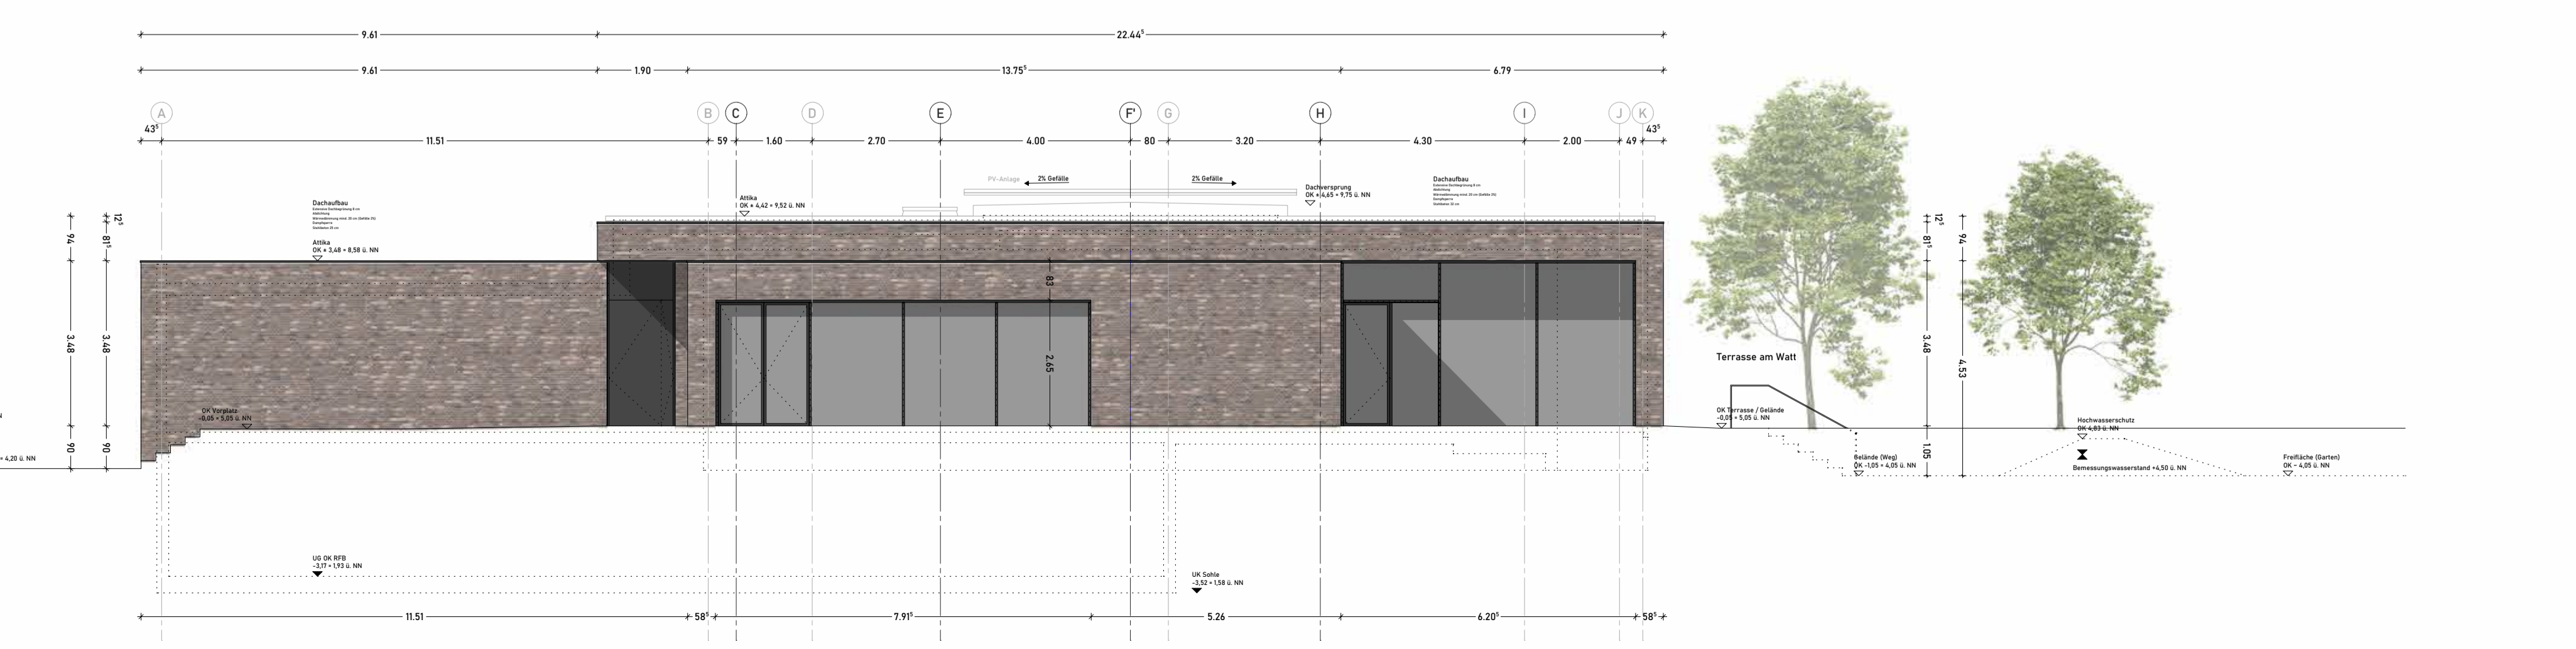 9.61 22.44⁵
9.61 1.90 13.75⁵ 6.79
A B C D E F' G H I J K
43⁵ 11.51 59 1.60 2.70 4.00 80 3.20 4.30 2.00 49 43⁵
PV-Anlage 2% Gefälle 2% Gefälle
Dachversprung
OK + 4,65 = 9,75 ü. NN
Dachaufbau
Attika
OK + 4,42 = 9,52 ü. NN
Dachaufbau
Attika
OK + 3,48 = 8,58 ü. NN
94 81⁵ 12⁵
3.48 3.48
90 90
83
2.65
OK Vorplatz
-0,05 = 5,05 ü. NN
= 4,20 ü. NN
12⁵ 81⁵ 94
3.48 4.53
1.05
Terrasse am Watt
OK Terrasse / Gelände
-0,05 = 5,05 ü. NN
Gelände (Weg)
OK -1,05 = 4,05 ü. NN
Hochwasserschutz
OK 4,83 ü. NN
Bemessungswasserstand +4,50 ü. NN
Freifläche (Garten)
OK ~ 4,05 ü. NN
UG OK RFB
-3,17 = 1,93 ü. NN
UK Sohle
-3,52 = 1,58 ü. NN
11.51 58⁵ 7.91⁵ 5.26 6.20⁵ 58⁵